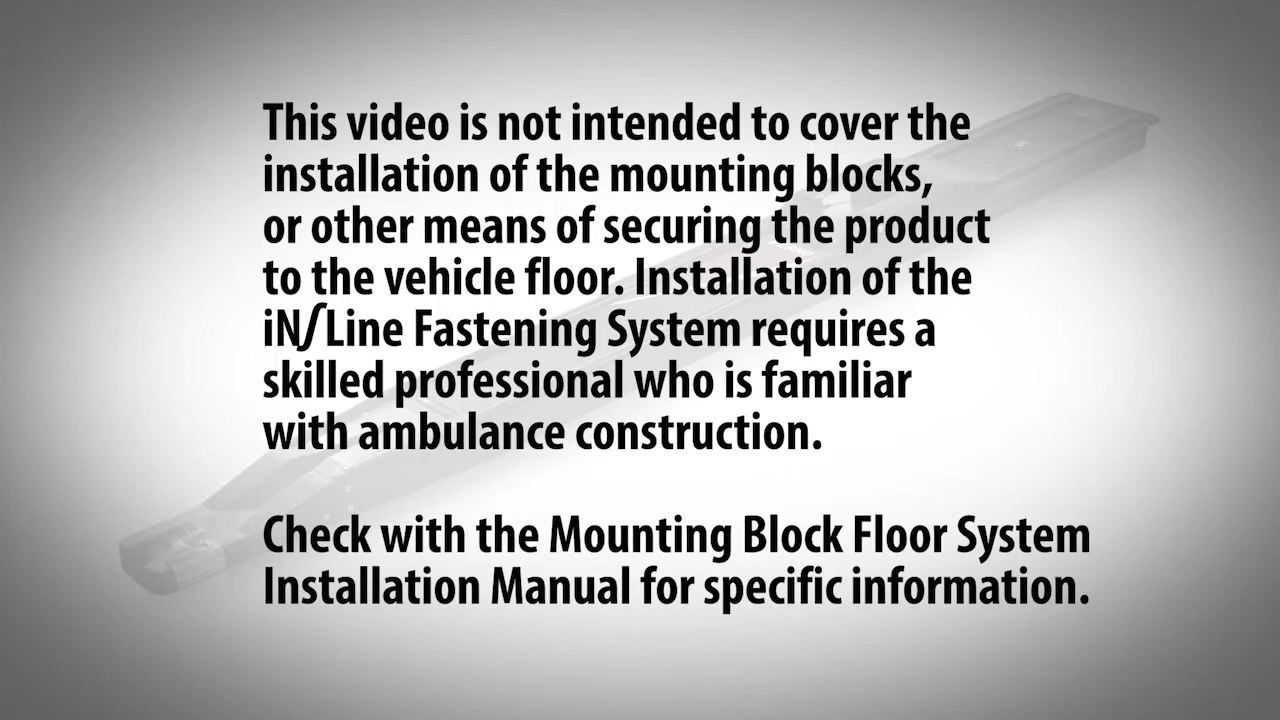 This video is not intended to cover the
installation of the mounting blocks,
or other means of securing the product
to the vehicle floor. Installation of the
iN∫Line Fastening System requires a
skilled professional who is familiar
with ambulance construction.
Check with the Mounting Block Floor System
Installation Manual for specific information.